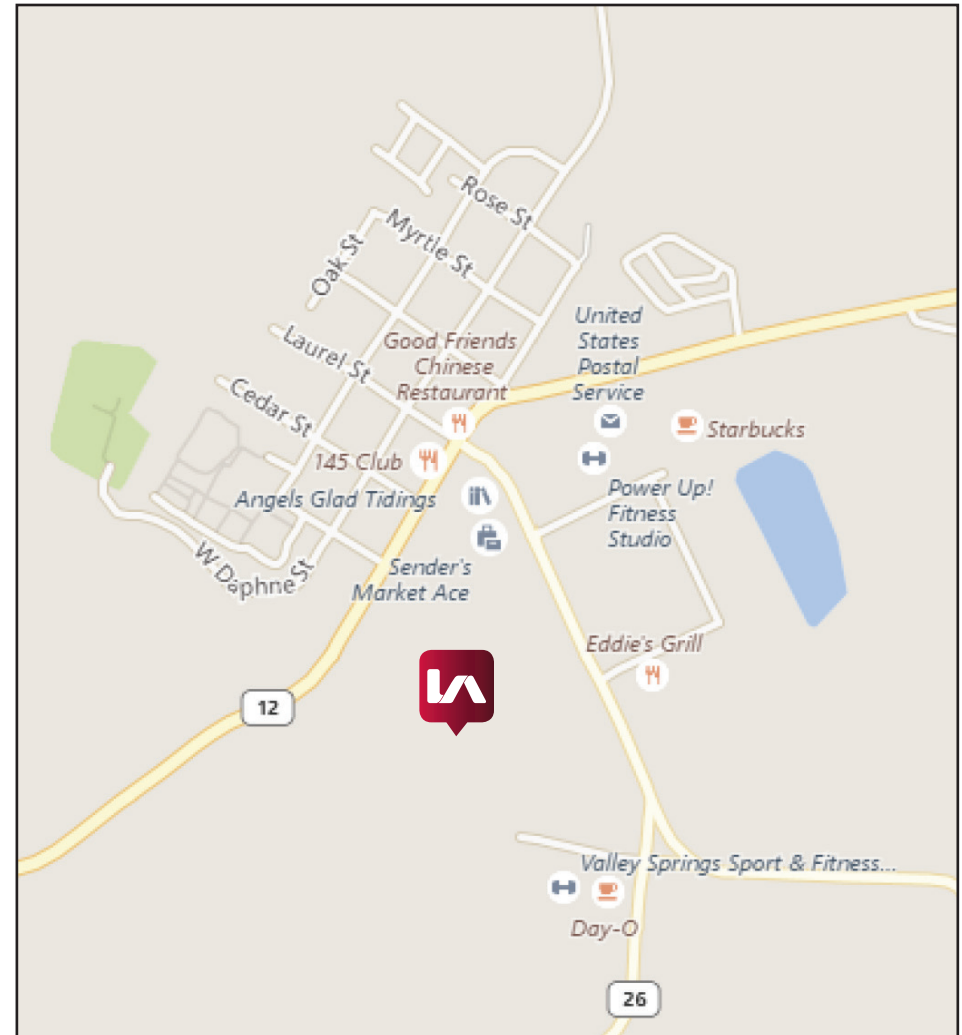 Rose St
Myrtle St
Oak St
United
States
Postal
Service
Laurel St
Good Friends
Chinese
Restaurant
Cedar St
Starbucks
145 Club
Angels Glad Tidings
Power Up!
Fitness
Studio
W Daphne St
Sender's
Market Ace
Eddie's Grill
LA
12
Valley Springs Sport & Fitness...
Day-O
26